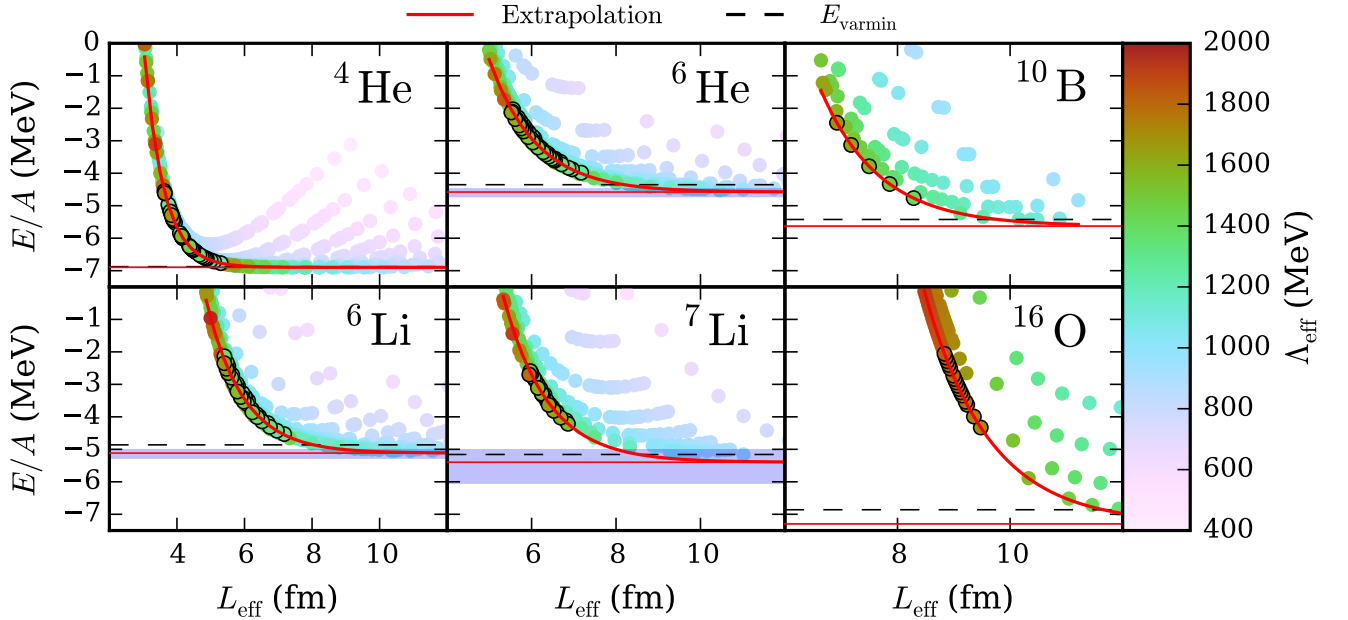 Extrapolation E_varmin
⁴He
⁶He
¹⁰B
E/A (MeV)
0
−1
−2
−3
−4
−5
−6
−7
⁶Li
⁷Li
¹⁶O
E/A (MeV)
−1
−2
−3
−4
−5
−6
−7
4 6 8 10
6 8 10
8 10
L_eff (fm)
L_eff (fm)
L_eff (fm)
2000
1800
1600
1400
1200
1000
800
600
400
Λ_eff (MeV)